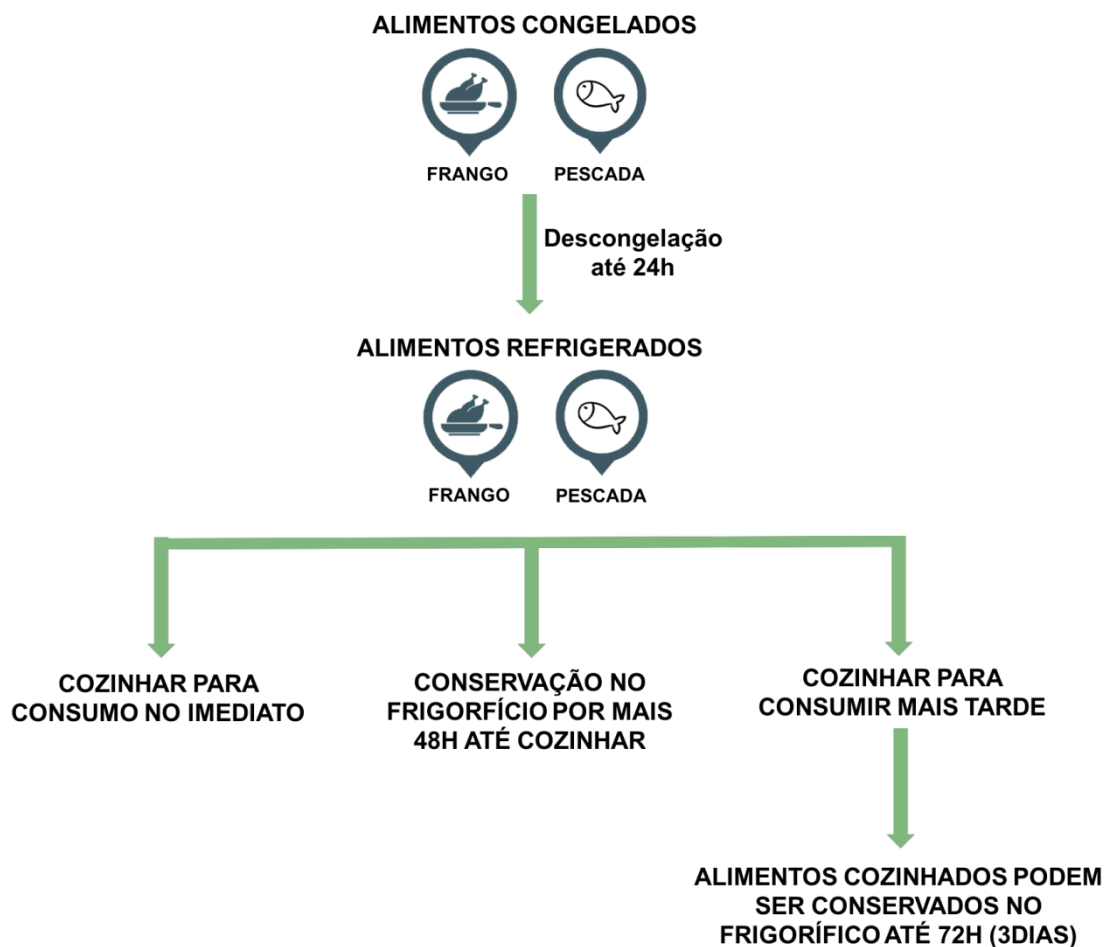 ALIMENTOS CONGELADOS
FRANGO
PESCADA
Descongelação
até 24h
ALIMENTOS REFRIGERADOS
FRANGO
PESCADA
COZINHAR PARA
CONSUMO NO IMEDIATO
CONSERVAÇÃO NO
FRIGORFÍCIO POR MAIS
48H ATÉ COZINHAR
COZINHAR PARA
CONSUMIR MAIS TARDE
ALIMENTOS COZINHADOS PODEM
SER CONSERVADOS NO
FRIGORÍFICO ATÉ 72H (3DIAS)